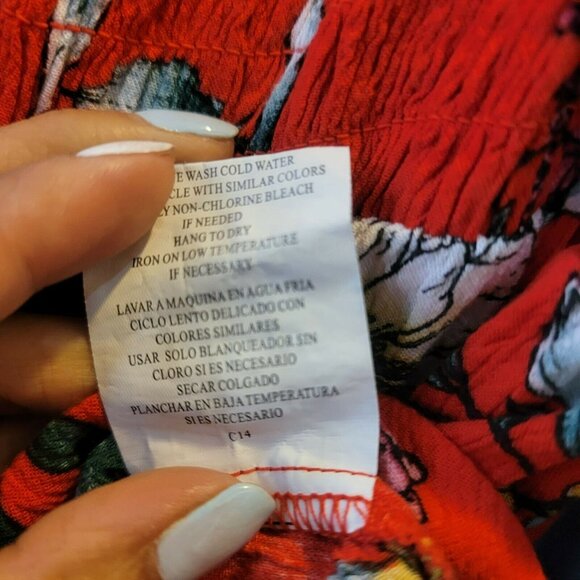 WASH COLD WATER
WITH SIMILAR COLORS
NON-CHLORINE BLEACH
IF NEEDED
HANG TO DRY
IRON ON LOW TEMPERATURE
IF NECESSARY
LAVAR A MAQUINA EN AGUA FRIA
CICLO LENTO DELICADO CON
COLORES SIMILARES
USAR SOLO BLANQUEADOR SIN
CLORO SI ES NECESARIO
SECAR COLGADO
PLANCHAR EN BAJA TEMPERATURA
SI ES NECESARIO
C14